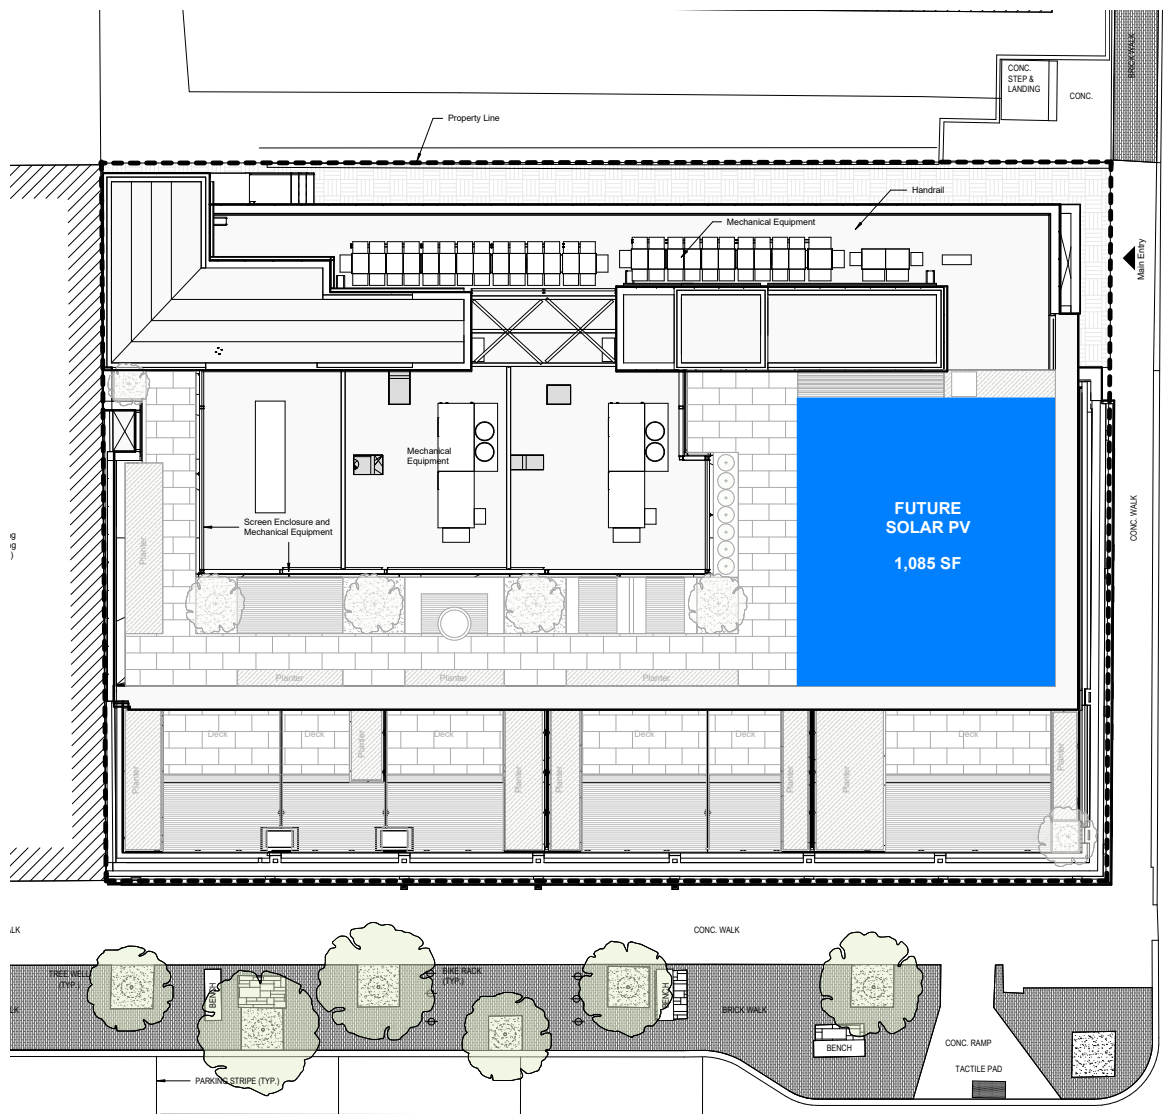 CONC.
STEP &
LANDING
CONC.
BRICK WALK
Property Line
Handrail
Mechanical Equipment
Main Entry
Mechanical
Equipment
Screen Enclosure and
Mechanical Equipment
FUTURE
SOLAR PV
1,085 SF
CONC. WALK
g
g
)
Planter
Planter
Planter
Planter
Deck
Deck
Deck
Deck
Deck
Deck
Planter
Planter
Planter
Planter
Planter
Planter
Planter
ALK
CONC. WALK
TREE WELL
(TYP.)
BENCH
BIKE RACK
(TYP.)
BENCH
BRICK WALK
LK
BENCH
CONC. RAMP
TACTILE PAD
PARKING STRIPE (TYP.)